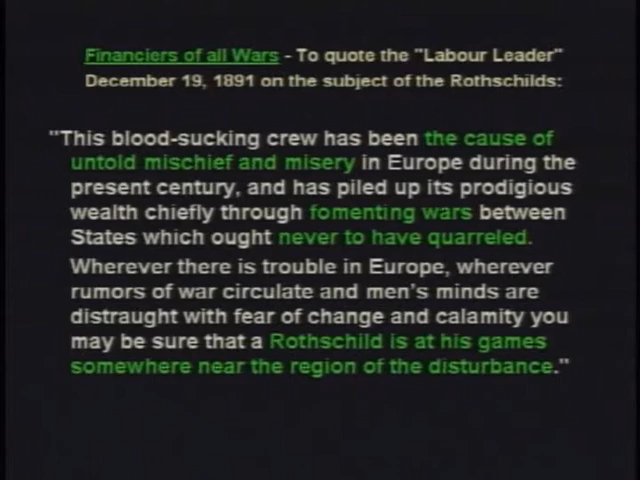 Financiers of all Wars - To quote the "Labour Leader"
December 19, 1891 on the subject of the Rothschilds:
"This blood-sucking crew has been the cause of
untold mischief and misery in Europe during the
present century, and has piled up its prodigious
wealth chiefly through fomenting wars between
States which ought never to have quarreled.
Wherever there is trouble in Europe, wherever
rumors of war circulate and men's minds are
distraught with fear of change and calamity you
may be sure that a Rothschild is at his games
somewhere near the region of the disturbance."